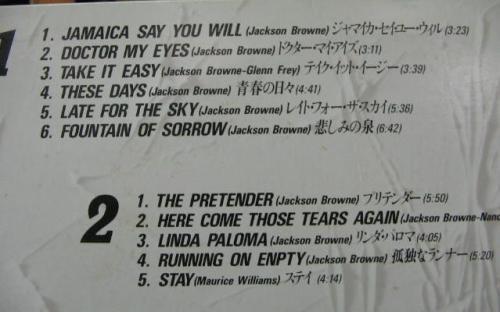 1
1. JAMAICA SAY YOU WILL (Jackson Browne) ジャマイカ・セイ・ユー・ウィル (3:23)
2. DOCTOR MY EYES (Jackson Browne) ドクター・マイ・アイズ (3:11)
3. TAKE IT EASY (Jackson Browne-Glenn Frey) テイク・イット・イージー (3:39)
4. THESE DAYS (Jackson Browne) 青春の日々 (4:41)
5. LATE FOR THE SKY (Jackson Browne) レイト・フォー・ザ・スカイ (5:36)
6. FOUNTAIN OF SORROW (Jackson Browne) 悲しみの泉 (6:42)
2
1. THE PRETENDER (Jackson Browne) プリテンダー (5:50)
2. HERE COME THOSE TEARS AGAIN (Jackson Browne-Nanc
3. LINDA PALOMA (Jackson Browne) リンダ・パロマ (4:05)
4. RUNNING ON ENPTY (Jackson Browne) 孤独なランナー (5:20)
5. STAY (Maurice Williams) ステイ (4:14)